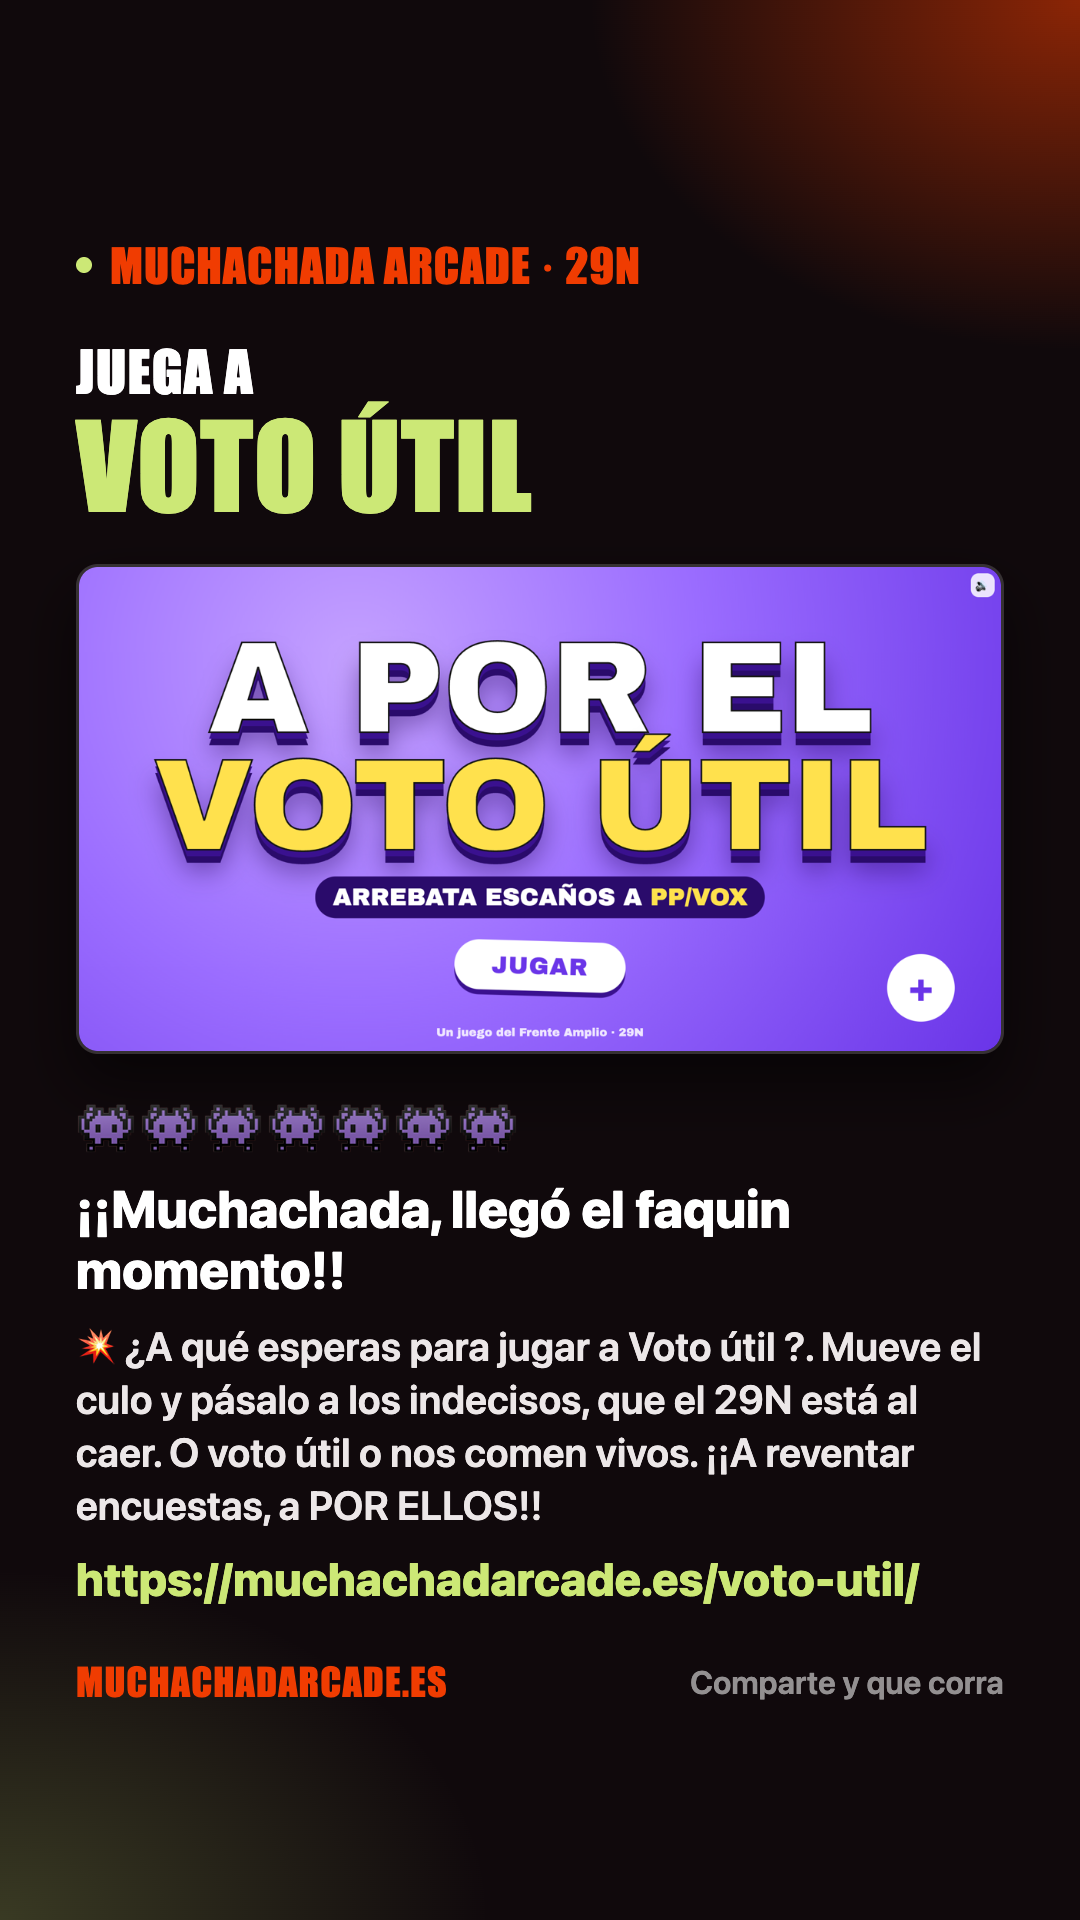 MUCHACHADA ARCADE · 29N
JUEGA A
VOTO ÚTIL
A POR EL
VOTO ÚTIL
ARREBATA ESCAÑOS A PP/VOX
JUGAR
+
Un juego del Frente Amplio · 29N
¡¡Muchachada, llegó el faquin
momento!!
💥 ¿A qué esperas para jugar a Voto útil ?. Mueve el
culo y pásalo a los indecisos, que el 29N está al
caer. O voto útil o nos comen vivos. ¡¡A reventar
encuestas, a POR ELLOS!!
https://muchachadarcade.es/voto-util/
MUCHACHADARCADE.ES
Comparte y que corra